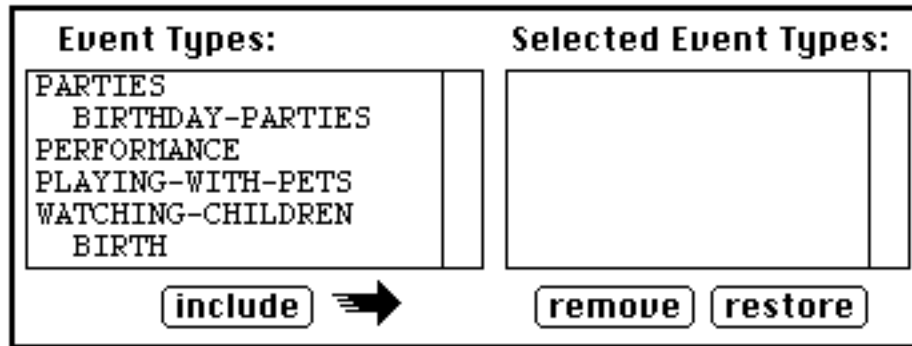 Event Types:
PARTIES
BIRTHDAY-PARTIES
PERFORMANCE
PLAYING-WITH-PETS
WATCHING-CHILDREN
BIRTH
include
Selected Event Types:
remove restore